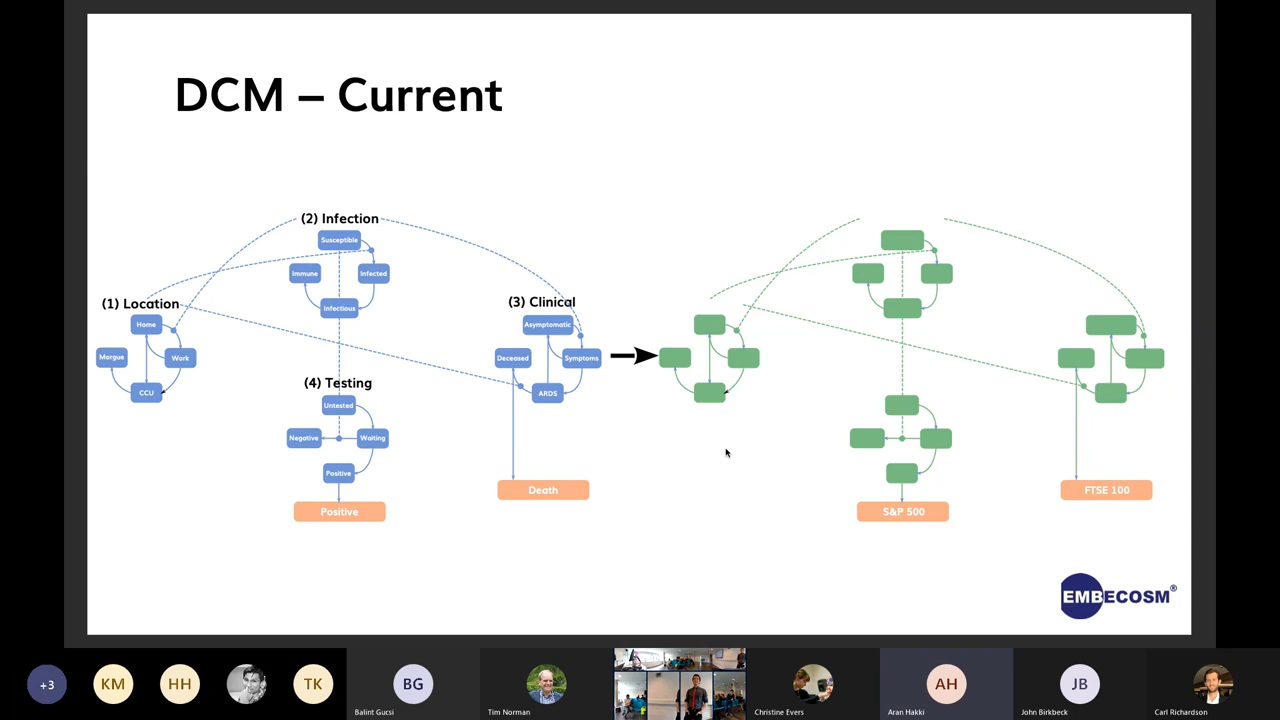 DCM – Current
(2) Infection
Susceptible
Immune
Infected
Infectious
(1) Location
Home
Morgue
Work
CCU
(3) Clinical
Asymptomatic
Deceased
Symptoms
ARDS
(4) Testing
Untested
Negative
Waiting
Positive
Positive
Death
S&P 500
FTSE 100
EMBECOSM®
+3
KM
HH
TK
BG
Balint Gucsi
Tim Norman
Christine Evers
AH
Aran Hakki
JB
John Birkbeck
Carl Richardson